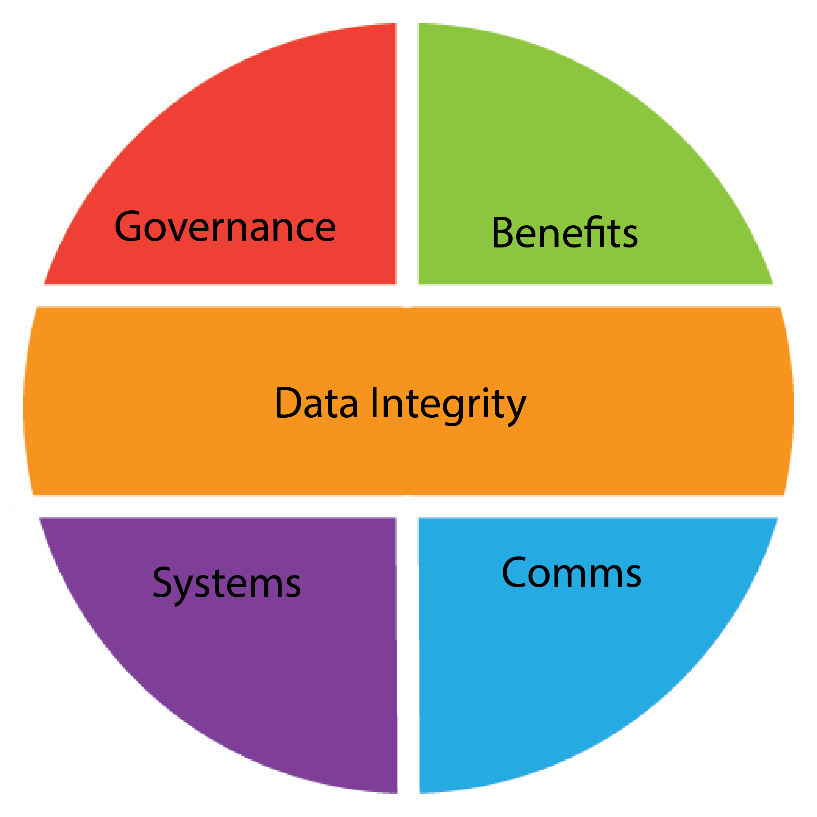 Governance
Benefits
Data Integrity
Systems
Comms